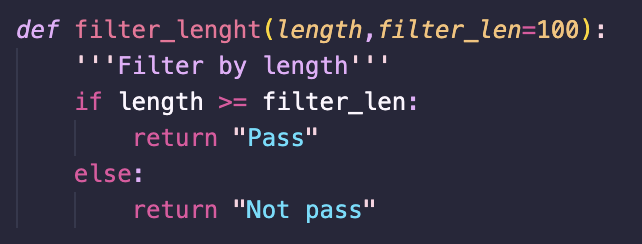 def filter_lenght(length,filter_len=100):
    '''Filter by length'''
    if length >= filter_len:
        return "Pass"
    else:
        return "Not pass"